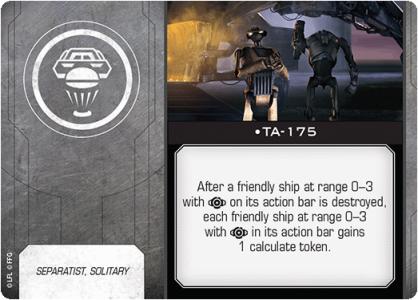 •TA-175
After a friendly ship at range 0–3
with on its action bar is destroyed,
each friendly ship at range 0–3
with in its action bar gains
1 calculate token.
SEPARATIST, SOLITARY
© LFL © FFG